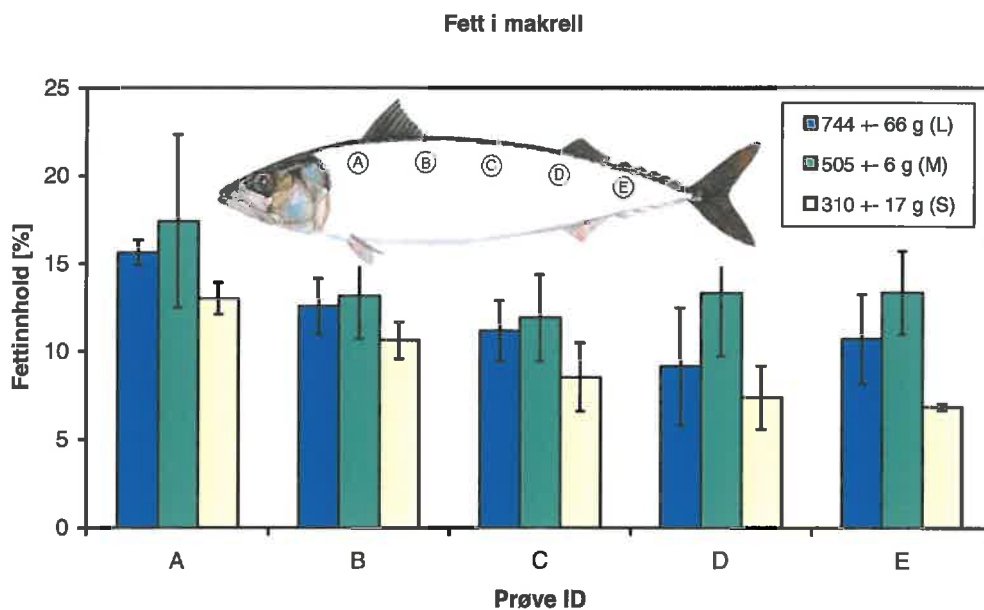 Fett i makrell
25
20
15
10
5
0
Fettinnhold [%]
A
B
C
D
E
744 +- 66 g (L)
505 +- 6 g (M)
310 +- 17 g (S)
A B C D E
Prøve ID